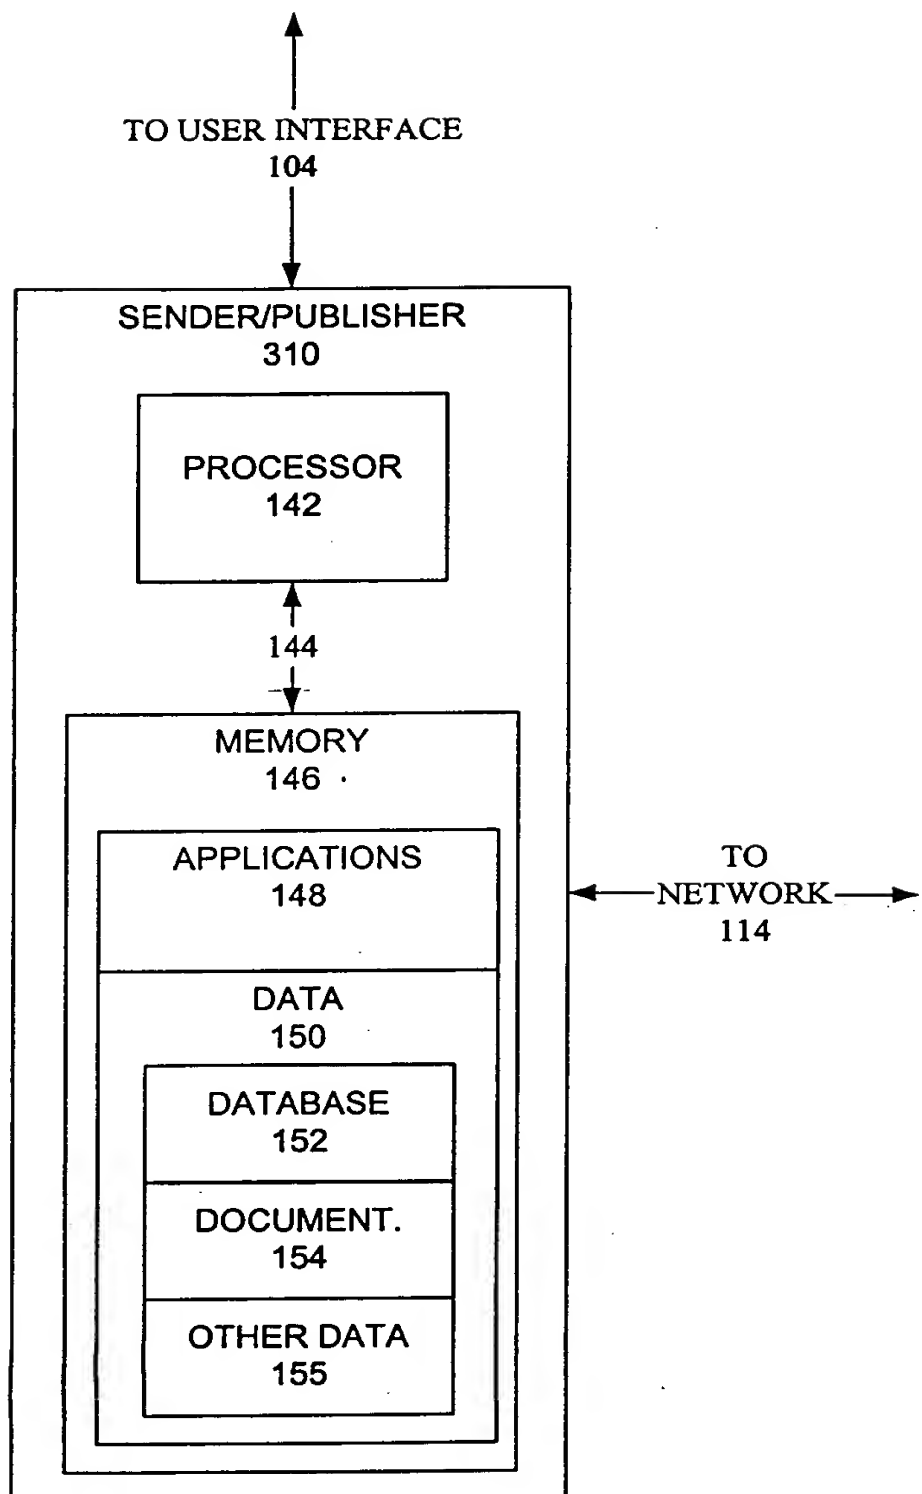 TO USER INTERFACE
104
SENDER/PUBLISHER
310
PROCESSOR
142
144
MEMORY
146
APPLICATIONS
148
TO
NETWORK
114
DATA
150
DATABASE
152
DOCUMENT.
154
OTHER DATA
155